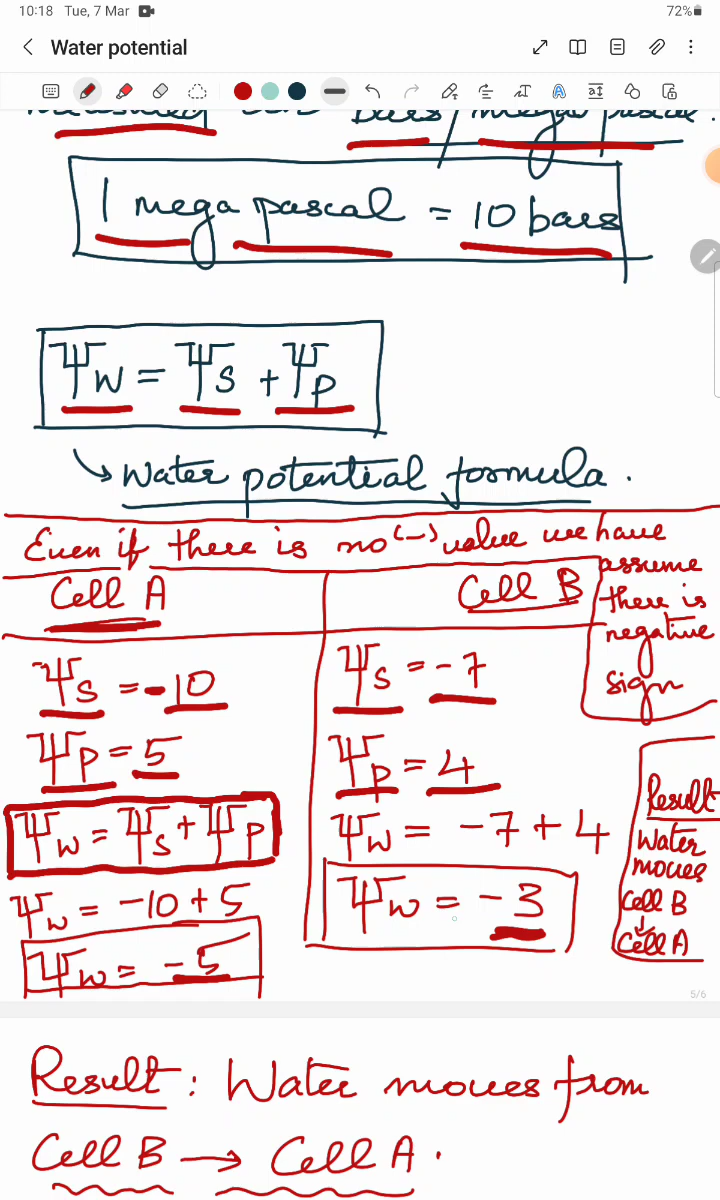 10:18 Tue, 7 Mar
72%
Water potential
bars / mega pascal.
1 mega pascal = 10 bars
Ψw = Ψs + Ψp
↳ Water potential formula.
Even if there is no (-) value we have
assume
there is
negative
sign
Cell A
Ψs = -10
Ψp = 5
Ψw = Ψs + Ψp
Ψw = -10 + 5
Ψw = -5
Cell B
Ψs = -7
Ψp = 4
Ψw = -7 + 4
Ψw = -3
Result
Water
moves
Cell B
↓
Cell A
5/6
Result : Water moves from
Cell B → Cell A.